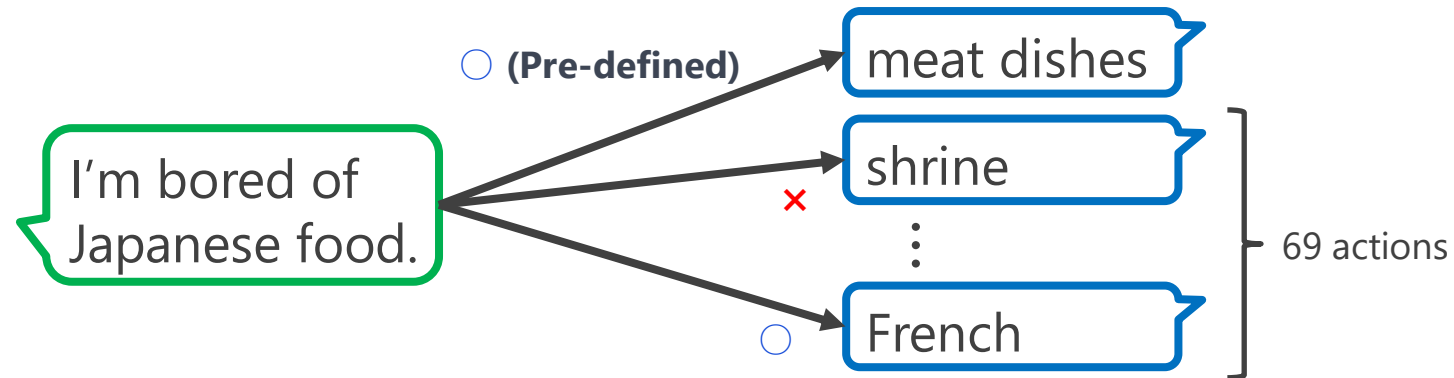 ○ (Pre-defined)
meat dishes
I'm bored of
Japanese food.
shrine
×
⋮
69 actions
○
French